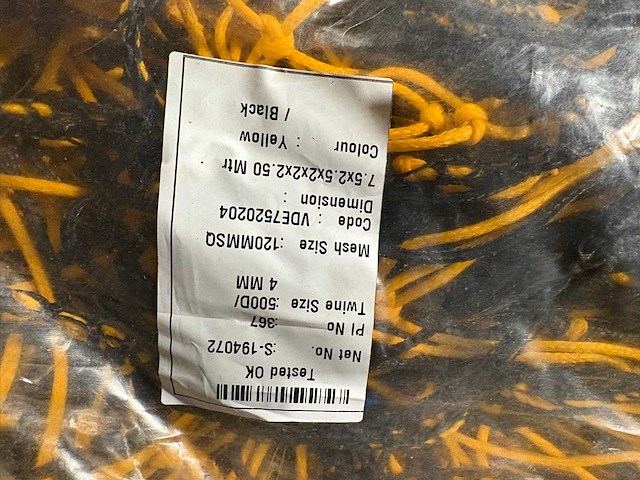 Tested OK
Net No. :S-194072
PI No :367
Twine Size :500D/
4 MM
Mesh Size :120MMSQ
Code : VDE7520204
Dimension :
7.5x2.5x2x2x2.50 Mtr
Colour : Yellow
/ Black